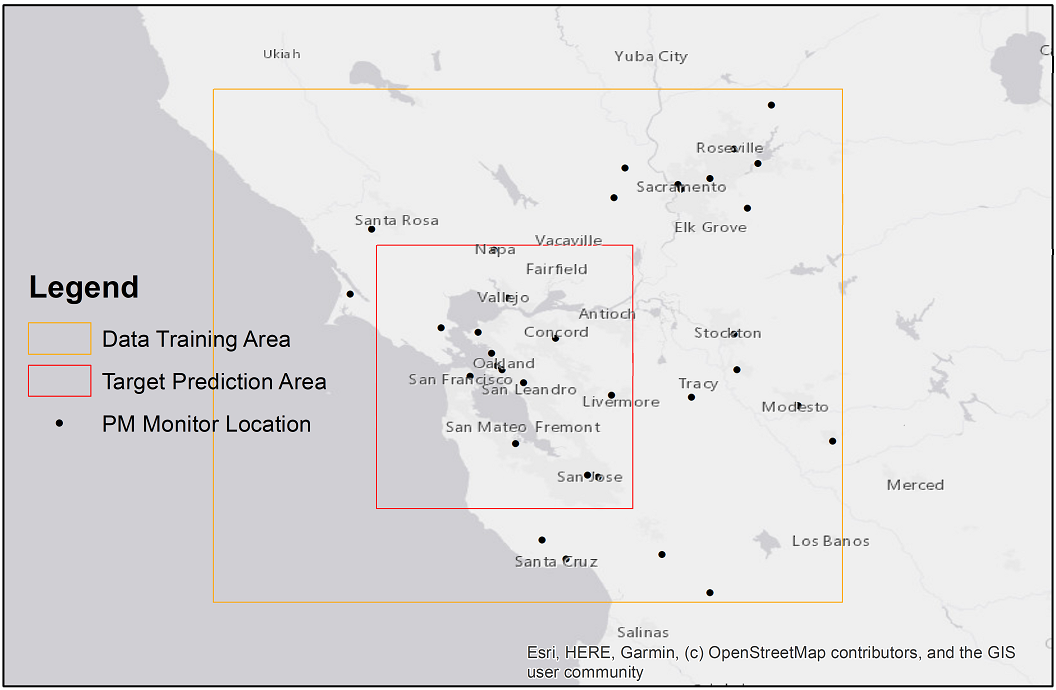 Ukiah
Yuba City
Roseville
Sacramento
Elk Grove
Santa Rosa
Napa
Vacaville
Fairfield
Vallejo
Antioch
Concord
Stockton
Oakland
San Francisco
San Leandro
Tracy
Livermore
Modesto
San Mateo
Fremont
San Jose
Merced
Los Banos
Santa Cruz
Salinas
Legend
Data Training Area
Target Prediction Area
PM Monitor Location
Esri, HERE, Garmin, (c) OpenStreetMap contributors, and the GIS
user community